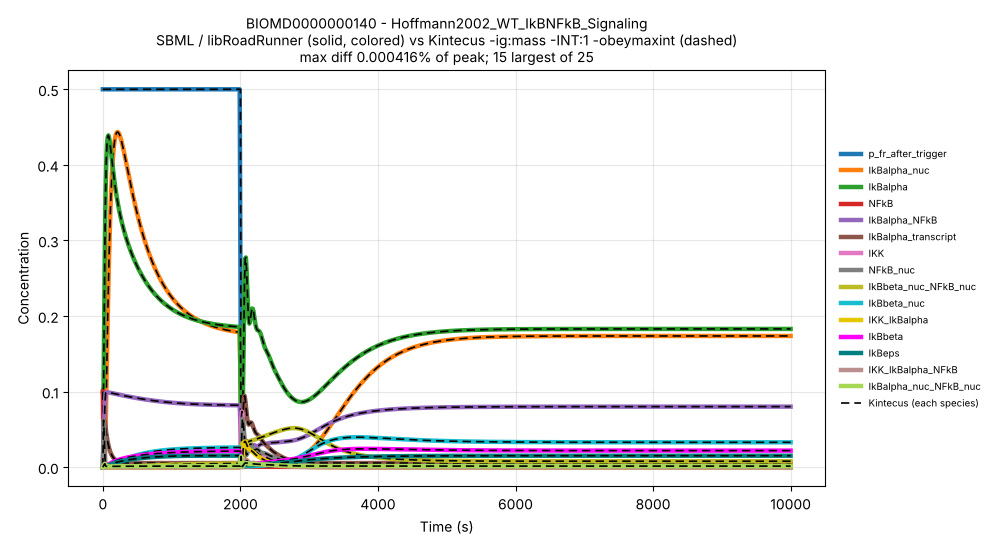 BIOMD0000000140 - Hoffmann2002_WT_IkBNFkB_Signaling
SBML / libRoadRunner (solid, colored) vs Kintecus -ig:mass -INT:1 -obeymaxint (dashed)
max diff 0.000416% of peak; 15 largest of 25
Concentration
0.5
0.4
0.3
0.2
0.1
0.0
0
2000
4000
6000
8000
10000
Time (s)
p_fr_after_trigger
IkBalpha_nuc
IkBalpha
NFkB
IkBalpha_NFkB
IkBalpha_transcript
IKK
NFkB_nuc
IkBbeta_nuc_NFkB_nuc
IkBbeta_nuc
IKK_IkBalpha
IkBbeta
IkBeps
IKK_IkBalpha_NFkB
IkBalpha_nuc_NFkB_nuc
Kintecus (each species)